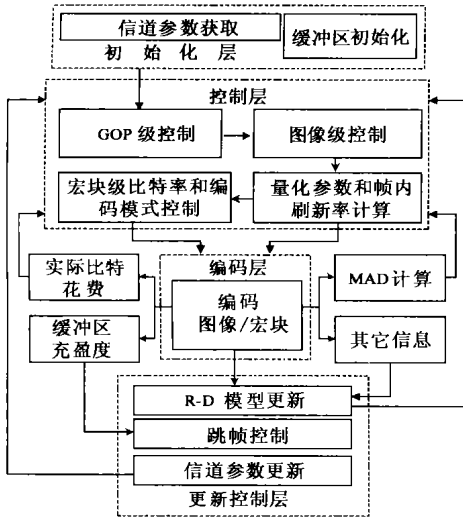 信道参数获取
初 始 化 层
缓冲区初始化
控制层
GOP 级控制
图像级控制
宏块级比特率和编
码模式控制
量化参数和帧内
刷新率计算
实际比特
花 费
编码层
编码
图像/宏块
MAD 计算
缓冲区
充盈度
其它信息
R-D 模型更新
跳帧控制
信道参数更新
更新控制层